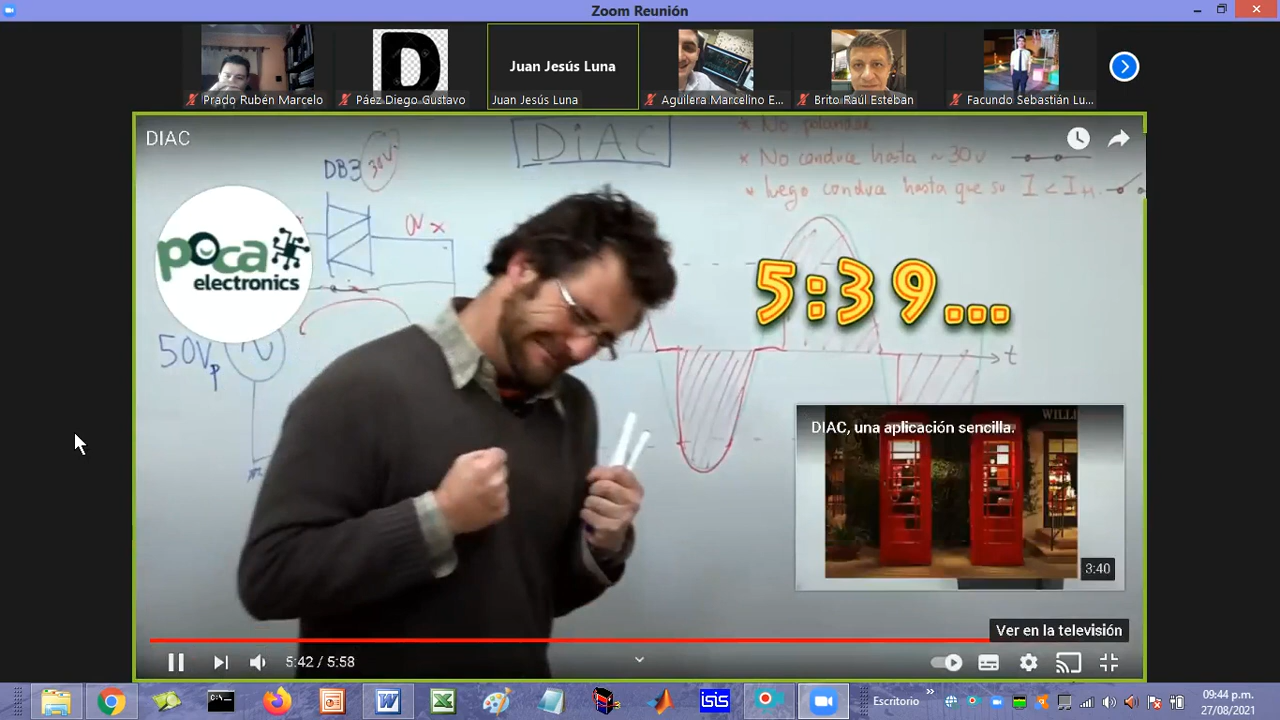 Zoom Reunión
Juan Jesús Luna
Prado Rubén Marcelo
Páez Diego Gustavo
Juan Jesús Luna
Aguilera Marcelino E...
Brito Raúl Esteban
Facundo Sebastián Lu...
D
DIAC
DB3 30V
DiAC
* No polaridad
* No conduce hasta ~30v
* luego conduce hasta que su I < I H.
poca
electronics
50Vp
5:39...
t
DIAC, una aplicación sencilla.
3:40
Ver en la televisión
5:42 / 5:58
isis
Escritorio
»
09:44 p.m.
27/08/2021